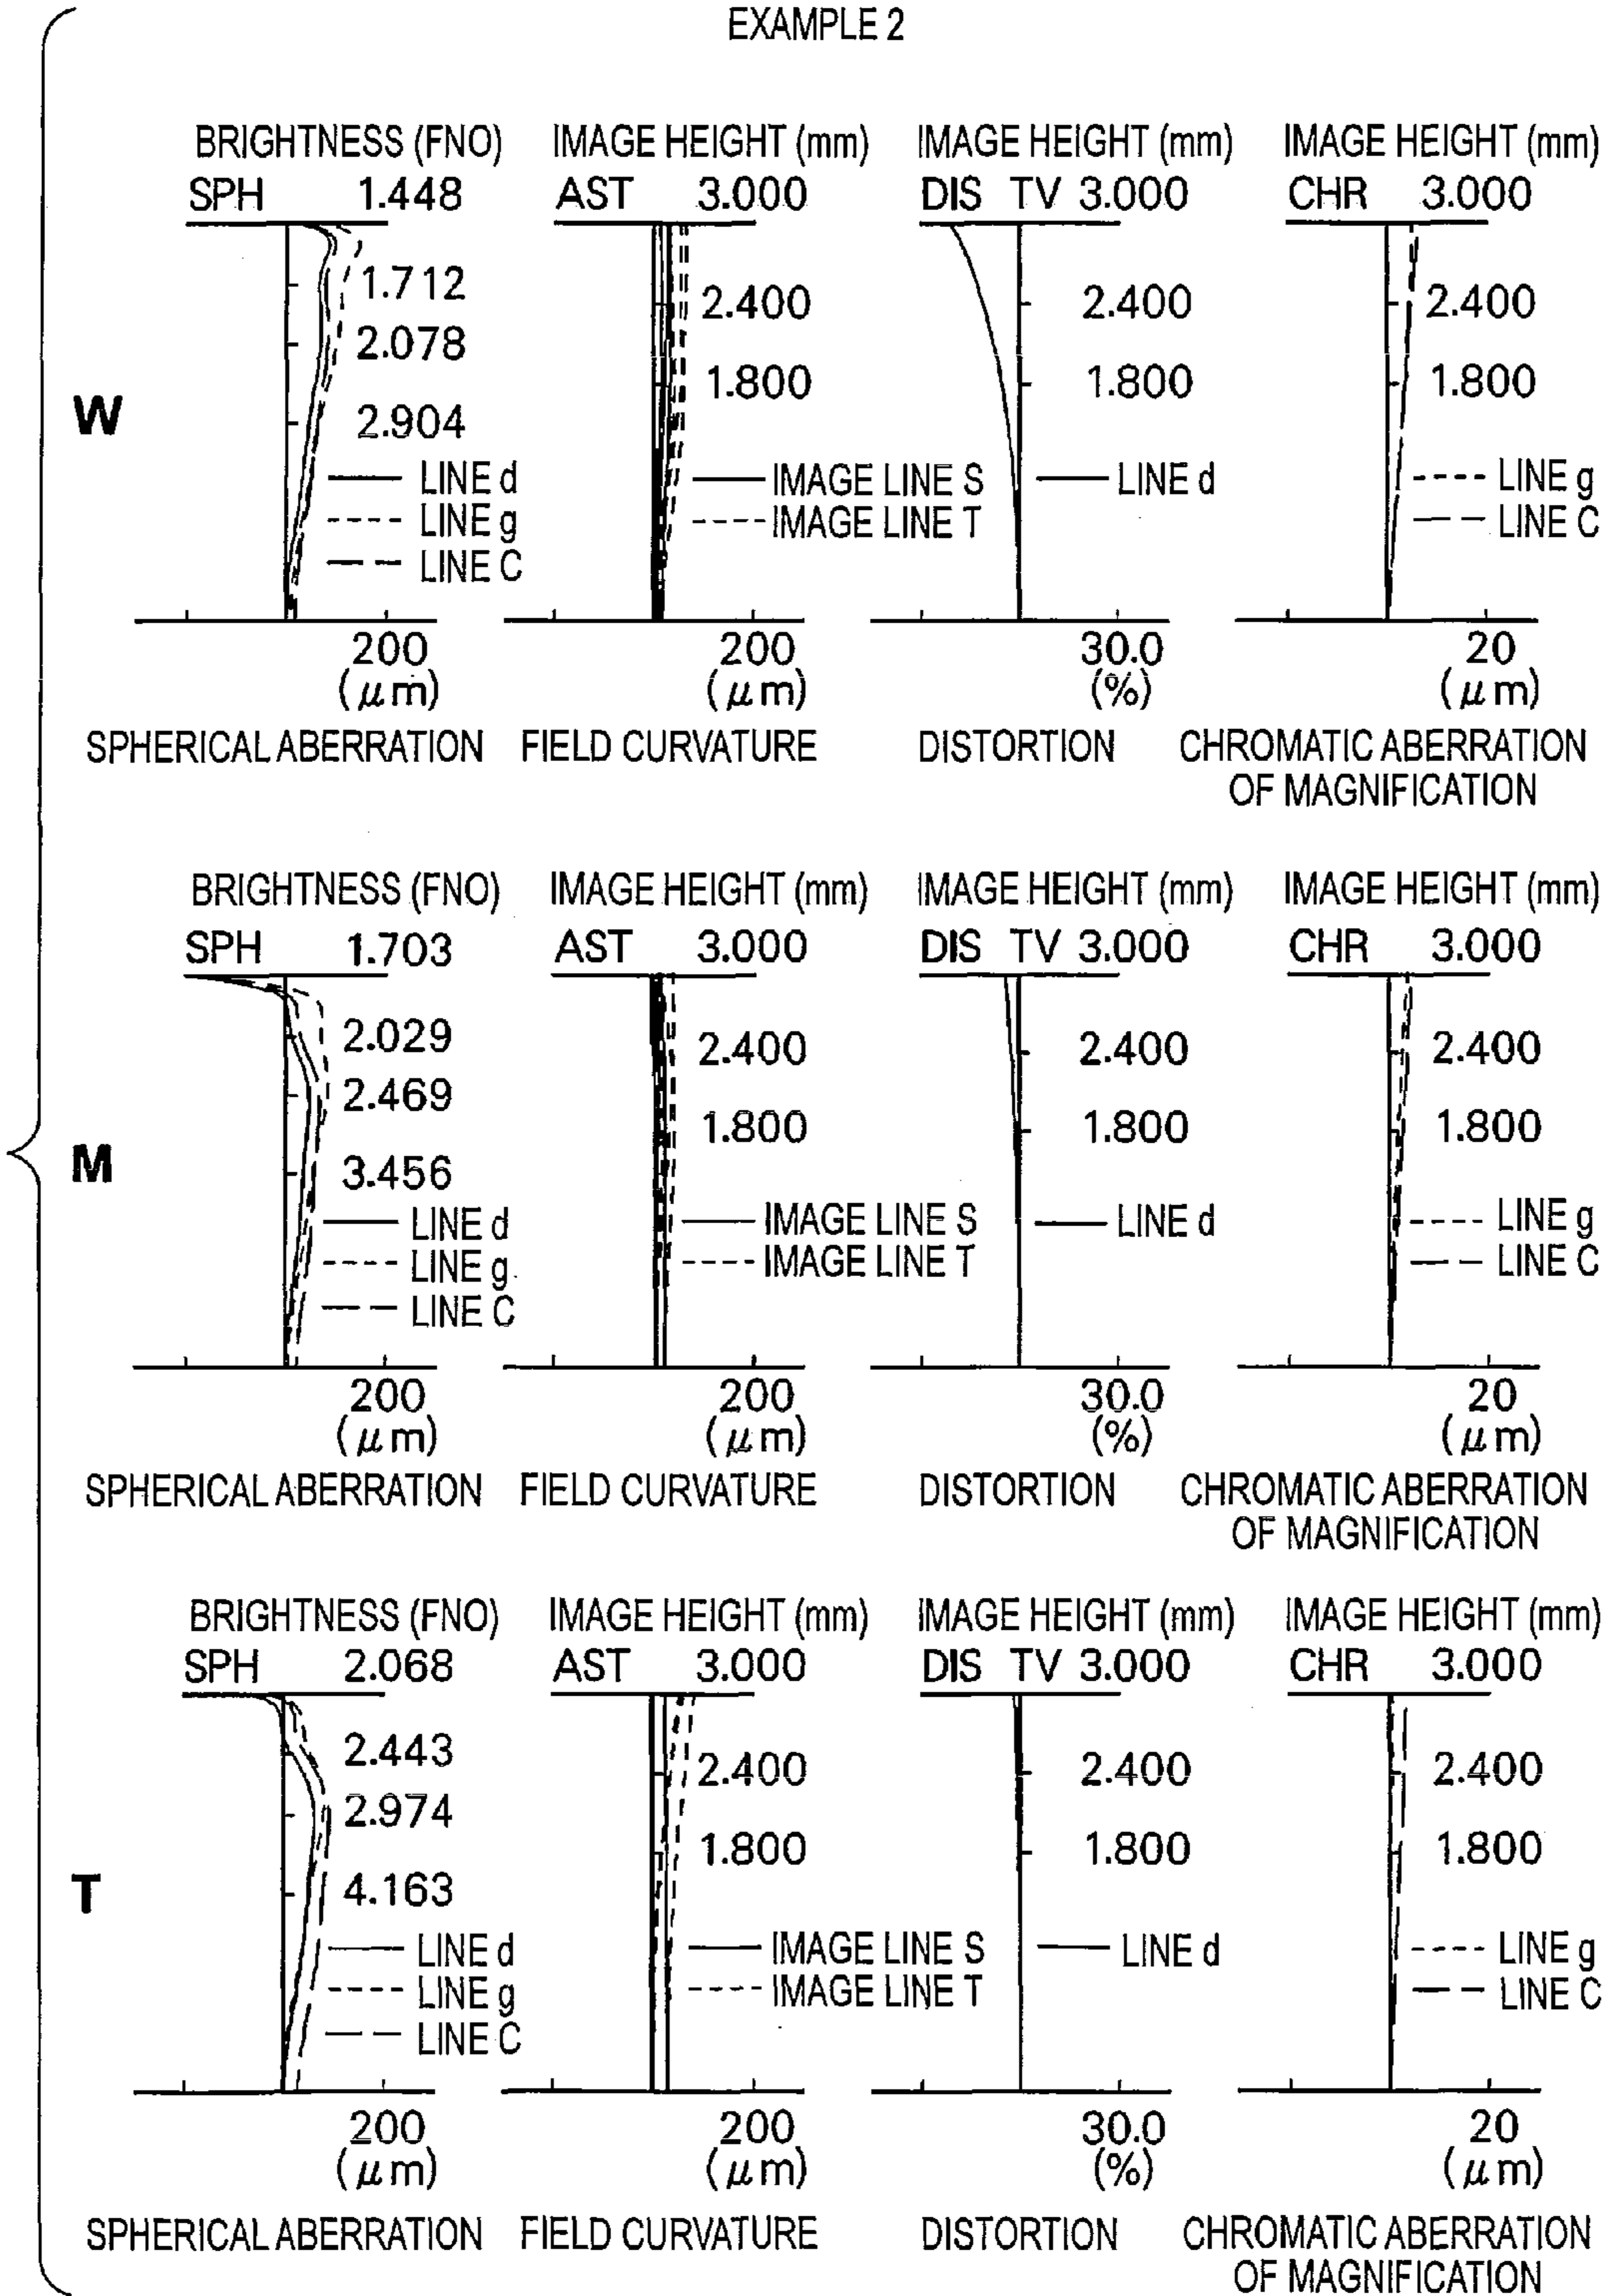 EXAMPLE 2
BRIGHTNESS (FNO) IMAGE HEIGHT (mm) IMAGE HEIGHT (mm) IMAGE HEIGHT (mm)
SPH 1.448 AST 3.000 DIS TV 3.000 CHR 3.000
1.712 2.400 2.400 2.400
2.078 1.800 1.800 1.800
W
2.904
LINE d IMAGE LINE S LINE d LINE g
LINE g IMAGE LINE T LINE C
LINE C
200 200 30.0 20
(μm) (μm) (%) (μm)
SPHERICAL ABERRATION FIELD CURVATURE DISTORTION CHROMATIC ABERRATION
OF MAGNIFICATION
BRIGHTNESS (FNO) IMAGE HEIGHT (mm) IMAGE HEIGHT (mm) IMAGE HEIGHT (mm)
SPH 1.703 AST 3.000 DIS TV 3.000 CHR 3.000
2.029 2.400 2.400 2.400
2.469 1.800 1.800 1.800
M
3.456
LINE d IMAGE LINE S LINE d LINE g
LINE g IMAGE LINE T LINE C
LINE C
200 200 30.0 20
(μm) (μm) (%) (μm)
SPHERICAL ABERRATION FIELD CURVATURE DISTORTION CHROMATIC ABERRATION
OF MAGNIFICATION
BRIGHTNESS (FNO) IMAGE HEIGHT (mm) IMAGE HEIGHT (mm) IMAGE HEIGHT (mm)
SPH 2.068 AST 3.000 DIS TV 3.000 CHR 3.000
2.443 2.400 2.400 2.400
2.974 1.800 1.800 1.800
T
4.163
LINE d IMAGE LINE S LINE d LINE g
LINE g IMAGE LINE T LINE C
LINE C
200 200 30.0 20
(μm) (μm) (%) (μm)
SPHERICAL ABERRATION FIELD CURVATURE DISTORTION CHROMATIC ABERRATION
OF MAGNIFICATION